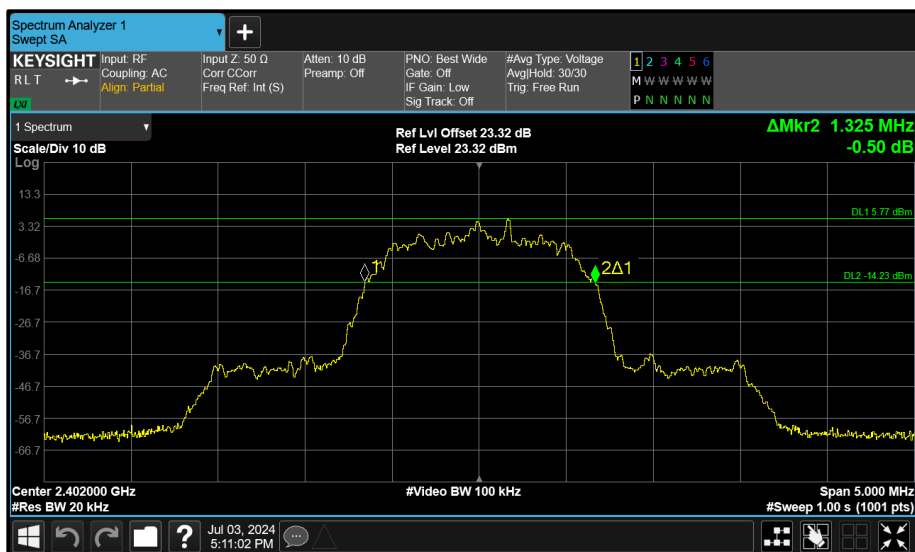 Spectrum Analyzer 1
Swept SA
KEYSIGHT
R L T
LXI
Input: RF
Coupling: AC
Align: Partial
Input Z: 50 Ω
Corr CCorr
Freq Ref: Int (S)
Atten: 10 dB
Preamp: Off
PNO: Best Wide
Gate: Off
IF Gain: Low
Sig Track: Off
#Avg Type: Voltage
Avg|Hold: 30/30
Trig: Free Run
1 2 3 4 5 6
M W W W W W
P N N N N N
1 Spectrum
Scale/Div 10 dB
Ref Lvl Offset 23.32 dB
Ref Level 23.32 dBm
ΔMkr2 1.325 MHz
-0.50 dB
Log
13.3
3.32
-6.68
-16.7
-26.7
-36.7
-46.7
-56.7
-66.7
DL1 5.77 dBm
1
2Δ1
DL2 -14.23 dBm
Center 2.402000 GHz
#Video BW 100 kHz
Span 5.000 MHz
#Res BW 20 kHz
#Sweep 1.00 s (1001 pts)
?
Jul 03, 2024
5:11:02 PM